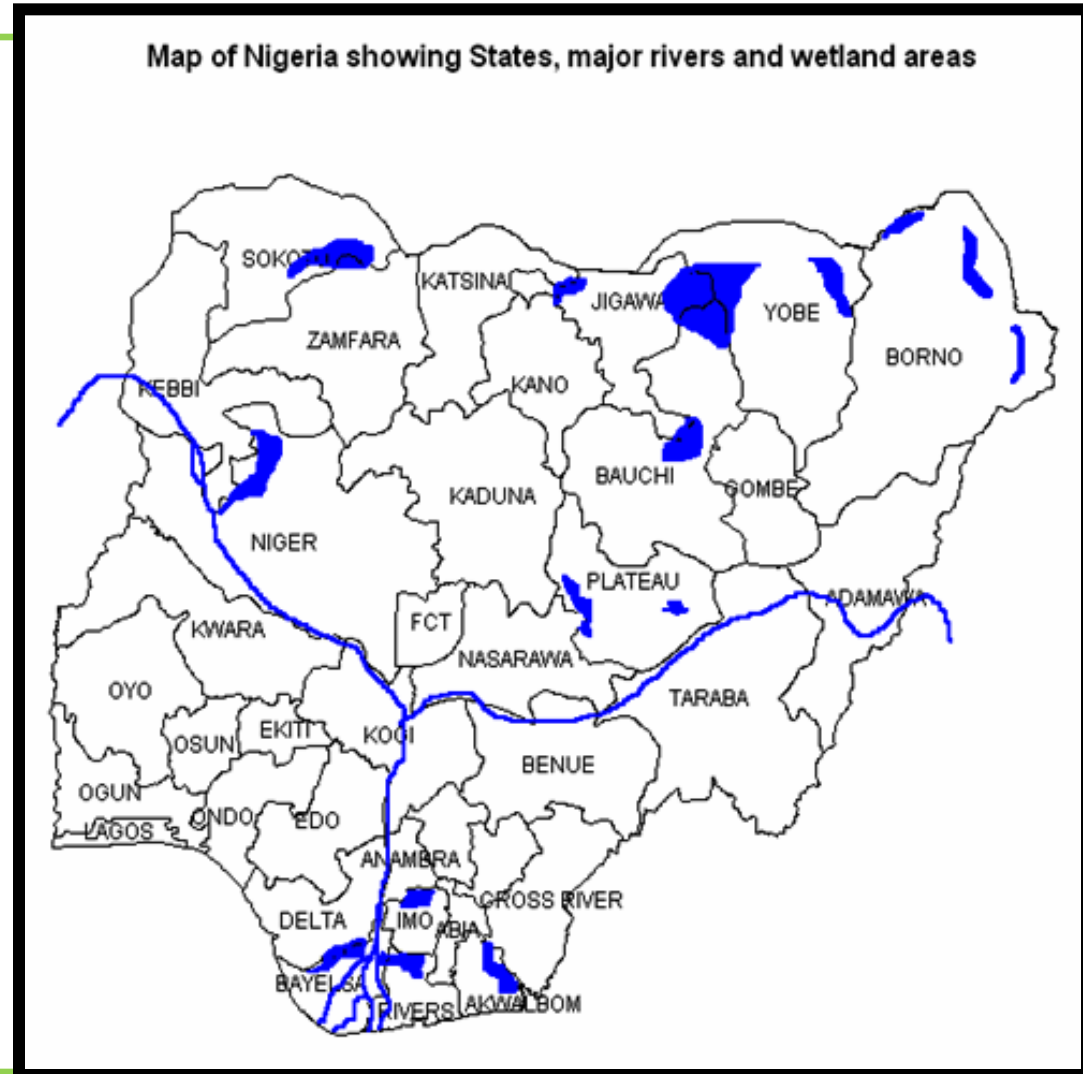 Map of Nigeria showing States, major rivers and wetland areas
SOKOTO
KATSINA
JIGAWA
YOBE
ZAMFARA
BORNO
KEBBI
KANO
BAUCHI
GOMBE
KADUNA
NIGER
PLATEAU
ADAMAWA
FCT
KWARA
NASARAWA
OYO
TARABA
EKITI
KOGI
OSUN
BENUE
OGUN
ONDO
EDO
LAGOS
ANAMBRA
CROSS RIVER
DELTA
IMO
ABIA
BAYELSA
RIVERS
AKWAI.BOM